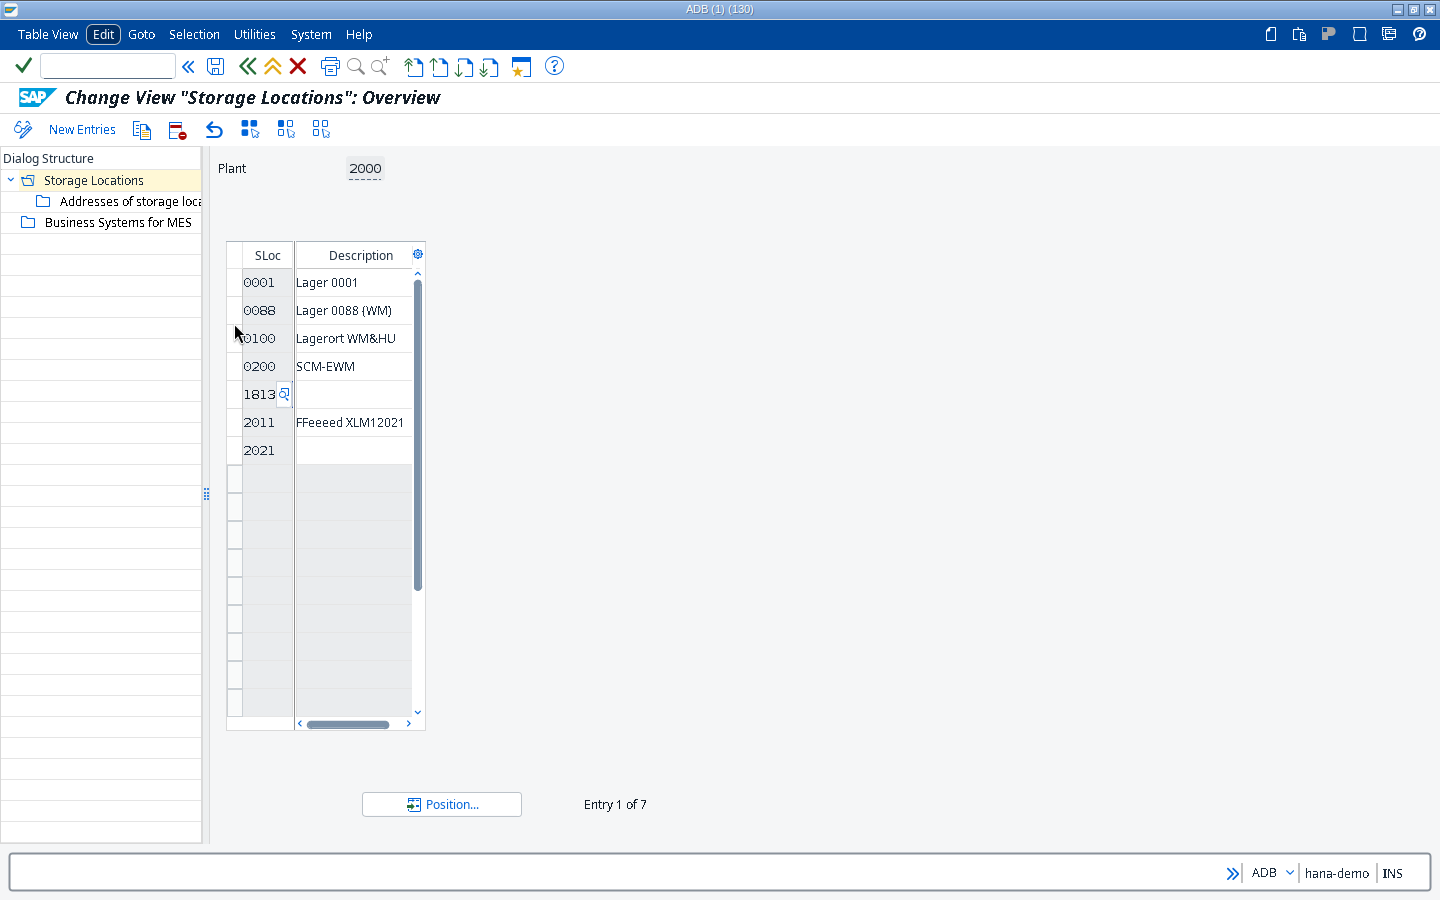 ADB (1) (130)
Table View Edit Goto Selection Utilities System Help
SAP Change View "Storage Locations": Overview
New Entries
Dialog Structure
Storage Locations
Addresses of storage loca
Business Systems for MES
Plant 2000
SLoc Description
0001 Lager 0001
0088 Lager 0088 (WM)
0100 Lagerort WM&HU
0200 SCM-EWM
1813
2011 FFeeeed XLM12021
2021
Position... Entry 1 of 7
ADB hana-demo INS